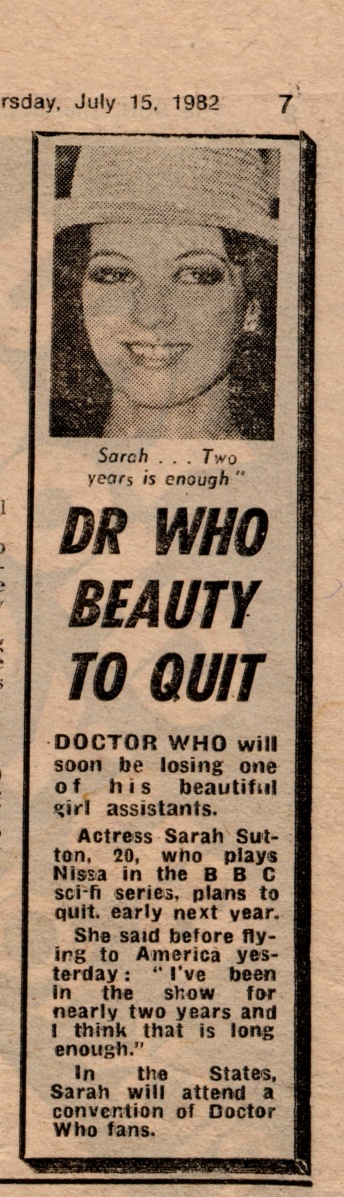 rsday, July 15, 1982 7
Sarah . . . Two
years is enough"
DR WHO
BEAUTY
TO QUIT
DOCTOR WHO will
soon be losing one
of his beautiful
girl assistants.
Actress Sarah Sut-
ton, 20, who plays
Nissa in the B B C
sci-fi series, plans to
quit. early next year.
She said before fly-
ing to America yes-
terday: "I've been
in the show for
nearly two years and
I think that is long
enough."
In the States,
Sarah will attend a
convention of Doctor
Who fans.